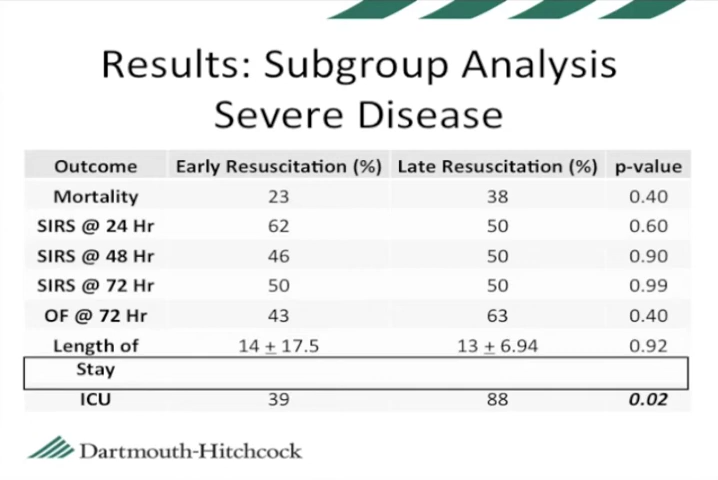 Results: Subgroup Analysis
Severe Disease
Outcome Early Resuscitation (%) Late Resuscitation (%) p-value
Mortality 23 38 0.40
SIRS @ 24 Hr 62 50 0.60
SIRS @ 48 Hr 46 50 0.90
SIRS @ 72 Hr 50 50 0.99
OF @ 72 Hr 43 63 0.40
Length of 14 ± 17.5 13 ± 6.94 0.92
Stay
ICU 39 88 0.02
Dartmouth-Hitchcock